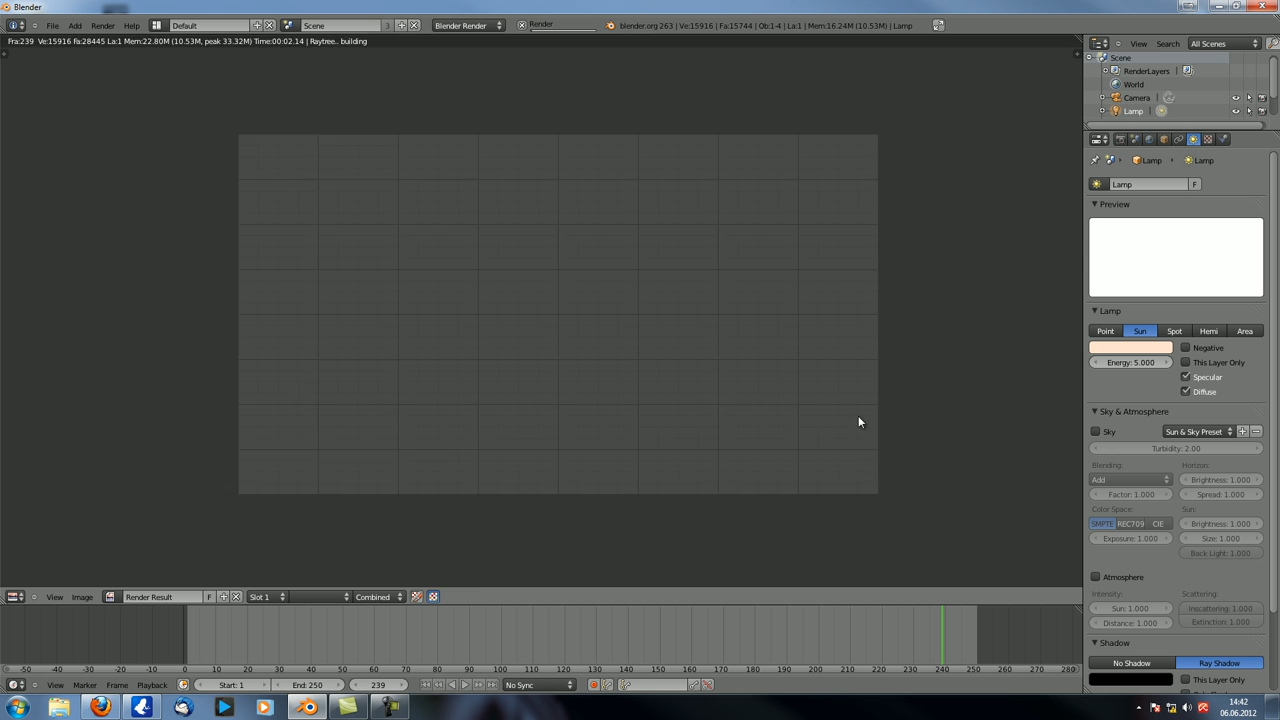 Blender
File Add Render Help Default Scene 3 Blender Render Render blender.org 263 | Ve:15916 | Fa:15744 | Ob:1-4 | La:1 | Mem:16.24M (10.53M) | Lamp
Fra:239 Ve:15916 Fa:28445 La:1 Mem:22.80M (10.53M, peak 33.32M) Time:00:02.14 | Raytree.. building
View Search All Scenes
Scene
RenderLayers
World
Camera
Lamp
Lamp Lamp
Lamp F
Preview
Lamp
Point Sun Spot Hemi Area
Negative
Energy: 5.000 This Layer Only
Specular
Diffuse
Sky & Atmosphere
Sky Sun & Sky Preset
Turbidity: 2.00
Blending: Horizon:
Add Brightness: 1.000
Factor: 1.000 Spread: 1.000
Color Space: Sun:
SMPTE REC709 CIE Brightness: 1.000
Exposure: 1.000 Size: 1.000
Back Light: 1.000
Atmosphere
Intensity: Scattering:
Sun: 1.000 Inscattering: 1.000
Distance: 1.000 Extinction: 1.000
Shadow
No Shadow Ray Shadow
This Layer Only
View Image Render Result F Slot 1 Combined
-50 -40 -30 -20 -10 0 10 20 30 40 50 60 70 80 90 100 110 120 130 140 150 160 170 180 190 200 210 220 230 240 250 260 270 280
View Marker Frame Playback Start: 1 End: 250 239 No Sync
14:42
06.06.2012